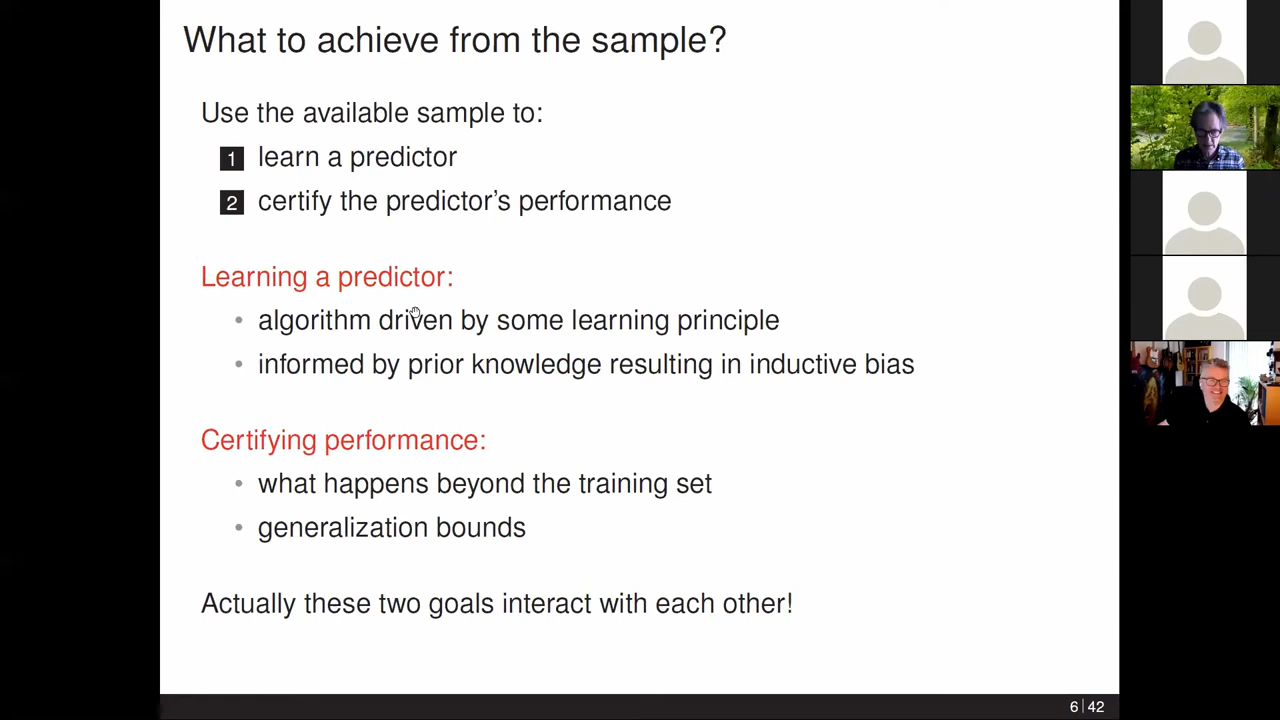 What to achieve from the sample?
Use the available sample to:
1 learn a predictor
2 certify the predictor's performance
Learning a predictor:
• algorithm driven by some learning principle
• informed by prior knowledge resulting in inductive bias
Certifying performance:
• what happens beyond the training set
• generalization bounds
Actually these two goals interact with each other!
6 | 42